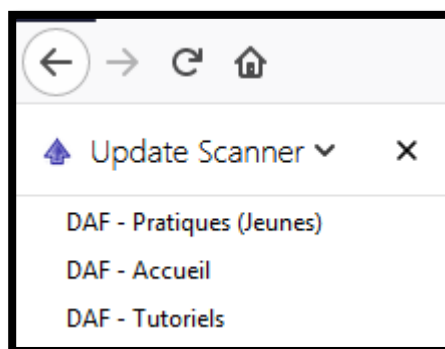 Update Scanner
DAF - Pratiques (Jeunes)
DAF - Accueil
DAF - Tutoriels